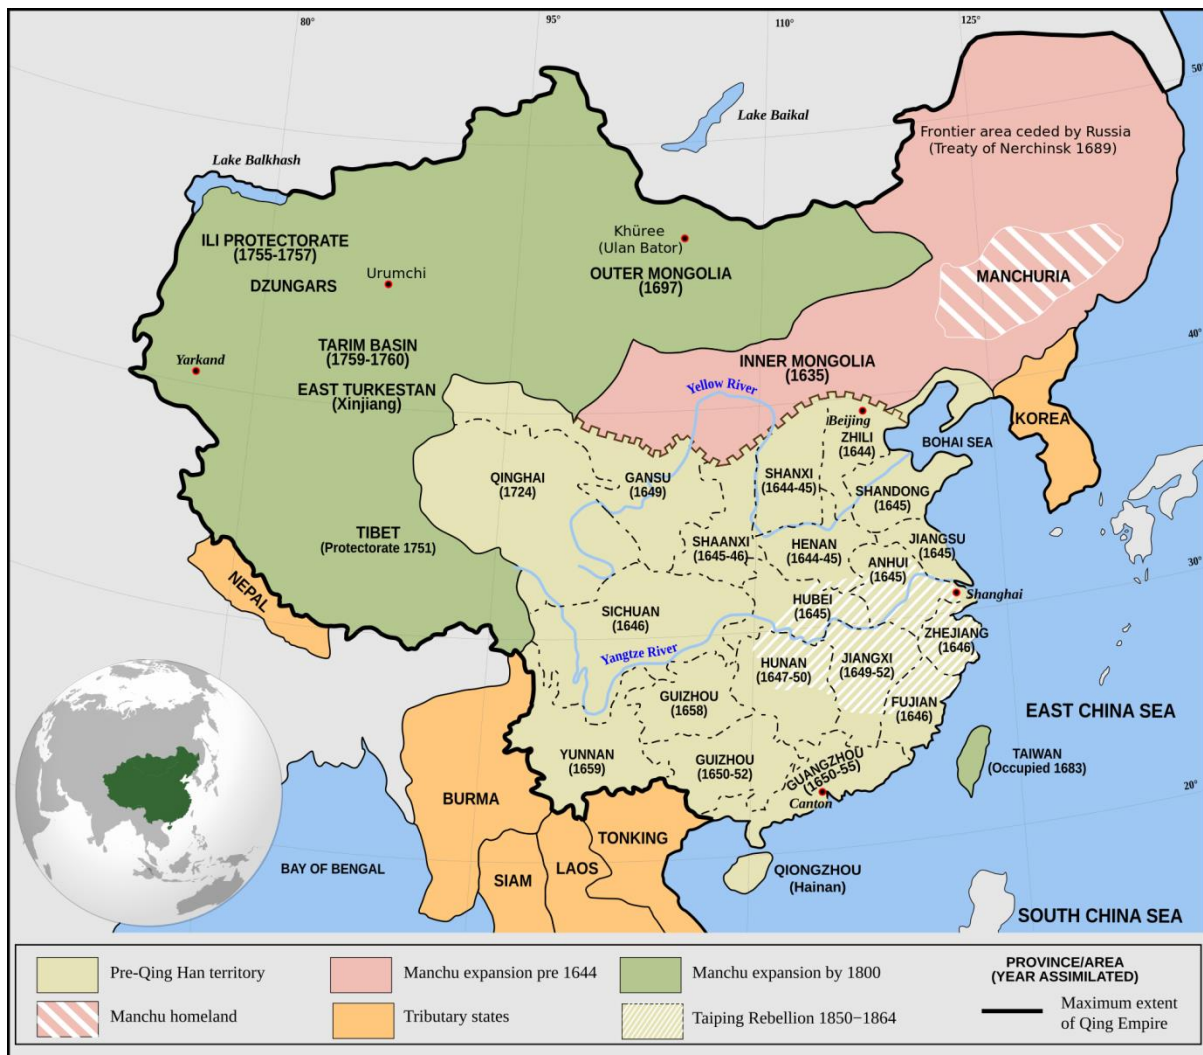 80°
95°
110°
125°
50°
Lake Baikal
Frontier area ceded by Russia
(Treaty of Nerchinsk 1689)
Lake Balkhash
ILI PROTECTORATE
(1755-1757)
DZUNGARS
Urumchi
Khüree
(Ulan Bator)
OUTER MONGOLIA
(1697)
MANCHURIA
40°
Yarkand
TARIM BASIN
(1759-1760)
EAST TURKESTAN
(Xinjiang)
INNER MONGOLIA
(1635)
Yellow River
Beijing
ZHILI
(1644)
BOHAI SEA
KOREA
QINGHAI
(1724)
GANSU
(1649)
SHANXI
(1644-45)
SHANDONG
(1645)
TIBET
(Protectorate 1751)
SHAANXI
(1645-46)
HENAN
(1644-45)
JIANGSU
(1645)
ANHUI
(1645)
30°
NEPAL
SICHUAN
(1646)
HUBEI
(1645)
Shanghai
Yangtze River
ZHEJIANG
(1646)
HUNAN
(1647-50)
JIANGXI
(1649-52)
GUIZHOU
(1658)
FUJIAN
(1646)
EAST CHINA SEA
YUNNAN
(1659)
GUIZHOU
(1650-52)
GUANGZHOU
(1650-55)
Canton
TAIWAN
(Occupied 1683)
20°
BURMA
TONKING
BAY OF BENGAL
SIAM
LAOS
QIONGZHOU
(Hainan)
SOUTH CHINA SEA
Pre-Qing Han territory
Manchu expansion pre 1644
Manchu expansion by 1800
PROVINCE/AREA
(YEAR ASSIMILATED)
Manchu homeland
Tributary states
Taiping Rebellion 1850−1864
Maximum extent
of Qing Empire